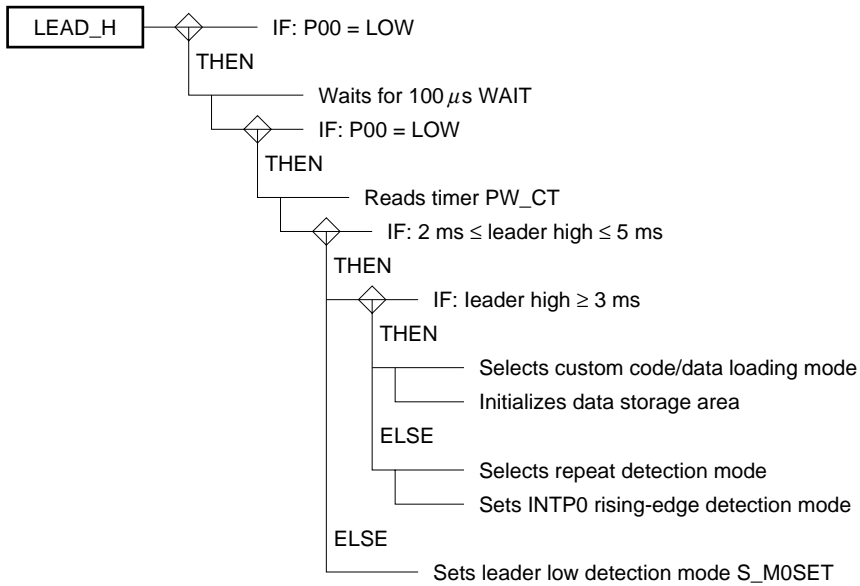 LEAD_H
IF: P00 = LOW
THEN
Waits for 100 μs WAIT
IF: P00 = LOW
THEN
Reads timer PW_CT
IF: 2 ms ≤ leader high ≤ 5 ms
THEN
IF: leader high ≥ 3 ms
THEN
Selects custom code/data loading mode
Initializes data storage area
ELSE
Selects repeat detection mode
Sets INTP0 rising-edge detection mode
ELSE
Sets leader low detection mode S_M0SET